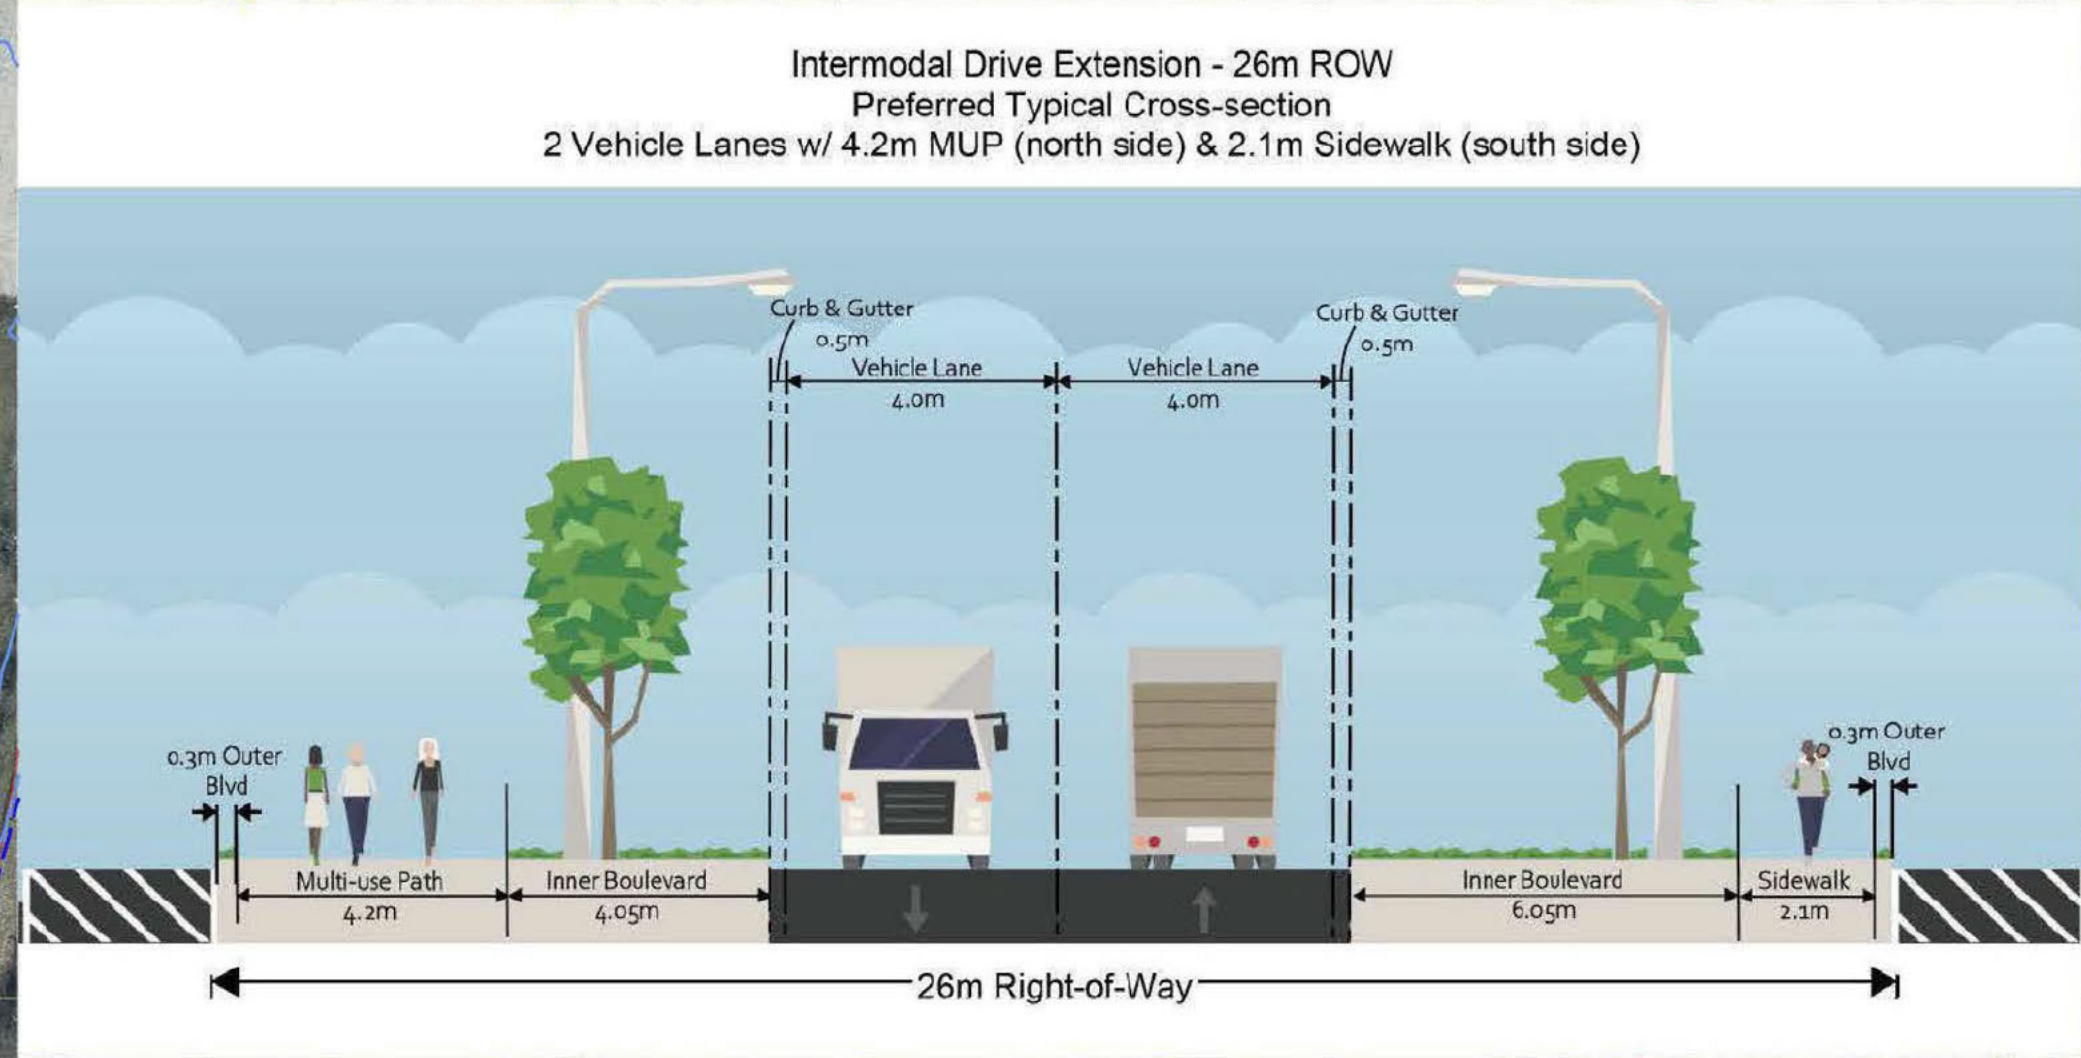 Intermodal Drive Extension - 26m ROW
Preferred Typical Cross-section
2 Vehicle Lanes w/ 4.2m MUP (north side) & 2.1m Sidewalk (south side)
Curb & Gutter
0.5m
Vehicle Lane
4.0m
Vehicle Lane
4.0m
Curb & Gutter
0.5m
0.3m Outer
Blvd
0.3m Outer
Blvd
Multi-use Path
4.2m
Inner Boulevard
4.05m
Inner Boulevard
6.05m
Sidewalk
2.1m
26m Right-of-Way